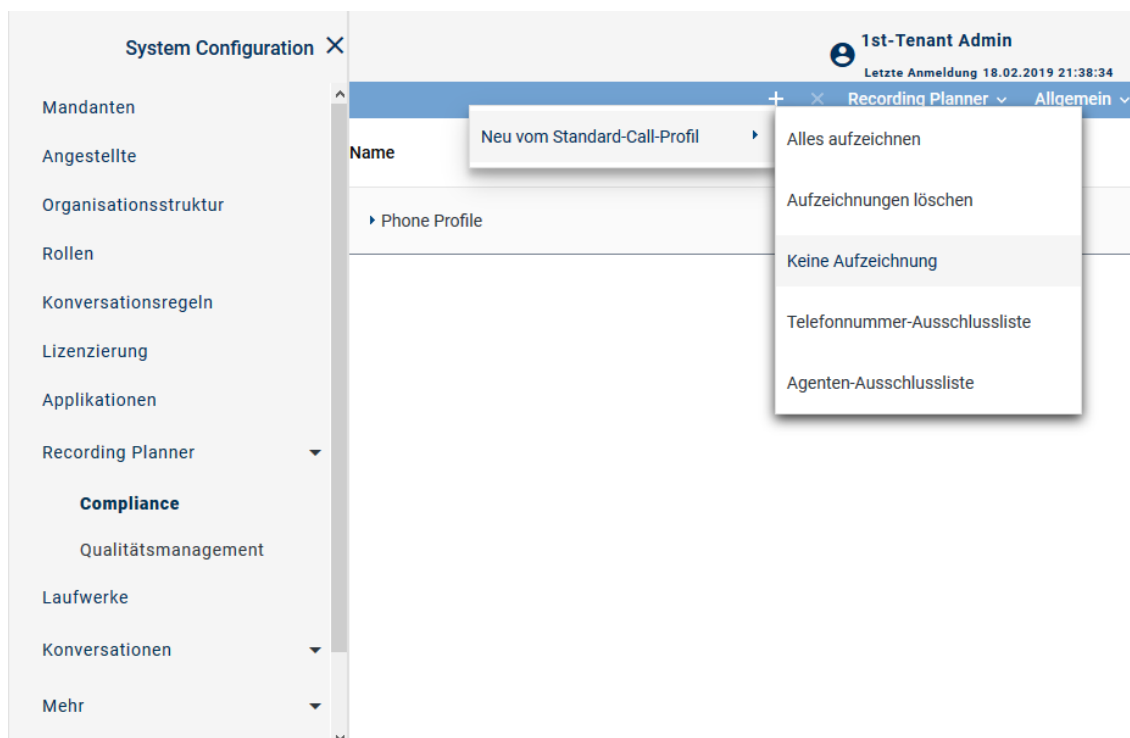 System Configuration
1st-Tenant Admin
Letzte Anmeldung 18.02.2019 21:38:34
Recording Planner
Allgemein
Mandanten
Angestellte
Organisationsstruktur
Rollen
Konversationsregeln
Lizenzierung
Applikationen
Recording Planner
Compliance
Qualitätsmanagement
Laufwerke
Konversationen
Mehr
Name
Phone Profile
Neu vom Standard-Call-Profil
Alles aufzeichnen
Aufzeichnungen löschen
Keine Aufzeichnung
Telefonnummer-Ausschlussliste
Agenten-Ausschlussliste